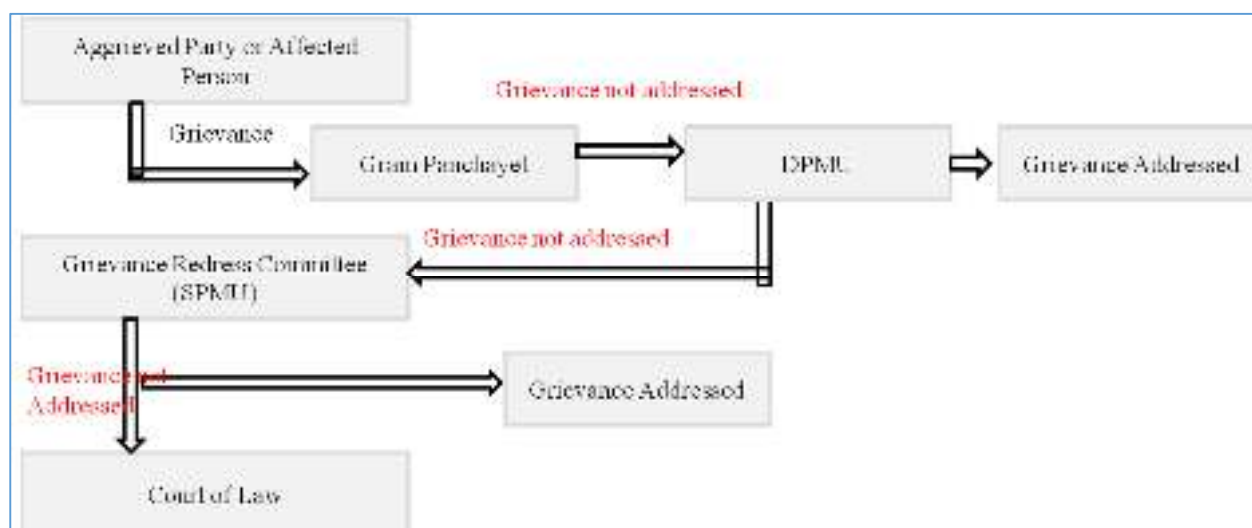 Aggrieved Party or Affected
Person
Grievance not addressed
Grievance
Gram Panchayet
DPMU
Grievance Addressed
Grievance not addressed
Grievance Redress Committee
(SPMU)
Grievance not
Addressed
Grievance Addressed
Court of Law